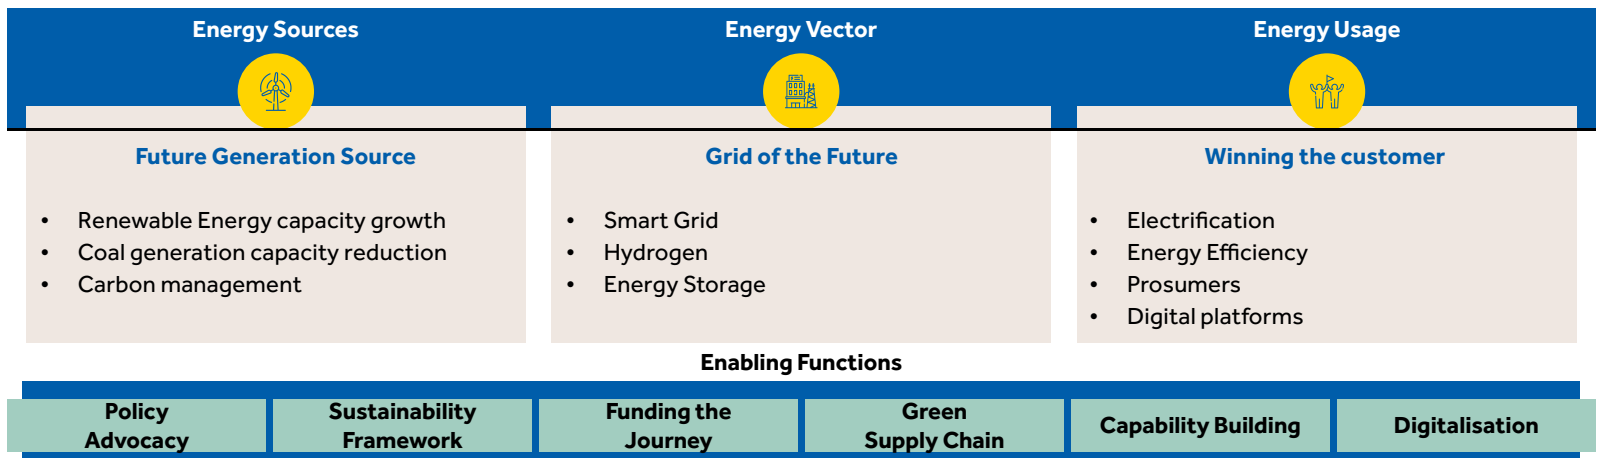 Energy Sources
Future Generation Source
• Renewable Energy capacity growth
• Coal generation capacity reduction
• Carbon management
Energy Vector
Grid of the Future
• Smart Grid
• Hydrogen
• Energy Storage
Energy Usage
Winning the customer
• Electrification
• Energy Efficiency
• Prosumers
• Digital platforms
Enabling Functions
Policy
Advocacy
Sustainability
Framework
Funding the
Journey
Green
Supply Chain
Capability Building
Digitalisation